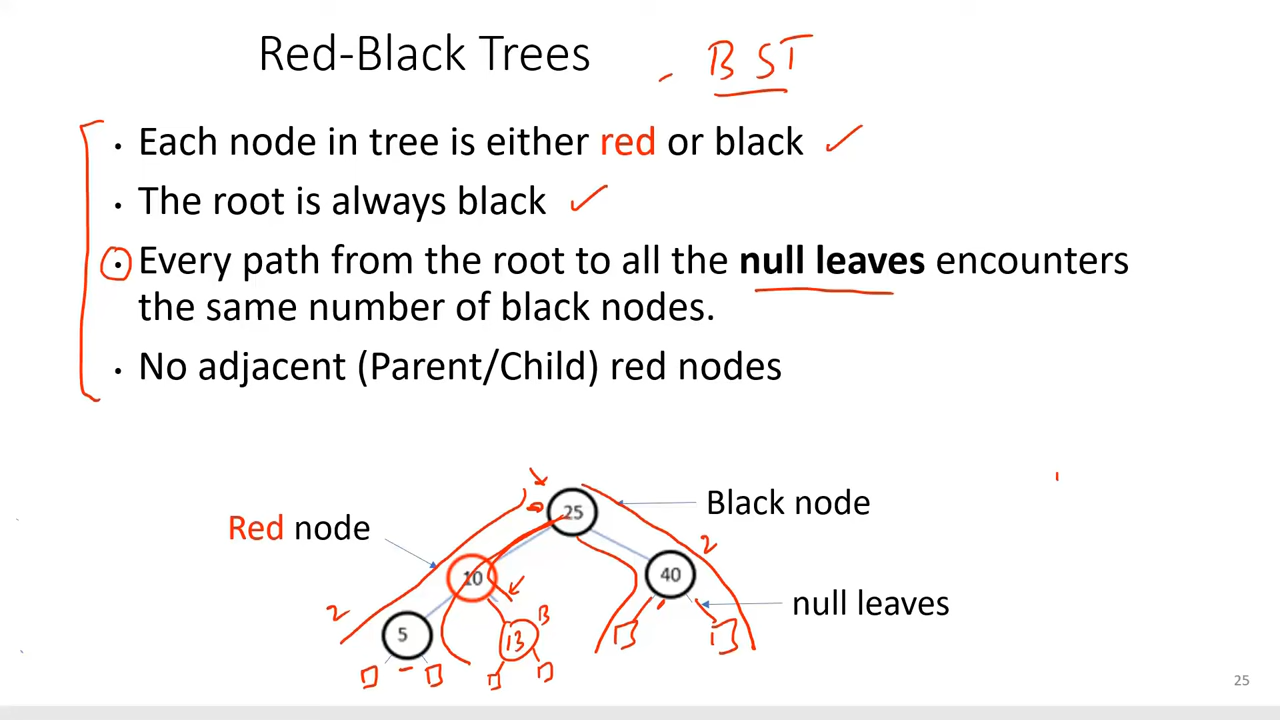 Red-Black Trees - BST
• Each node in tree is either red or black ✓
• The root is always black ✓
• Every path from the root to all the null leaves encounters
the same number of black nodes.
• No adjacent (Parent/Child) red nodes
25
Black node
Red node
10
40
2
null leaves
2
5
13
B
25